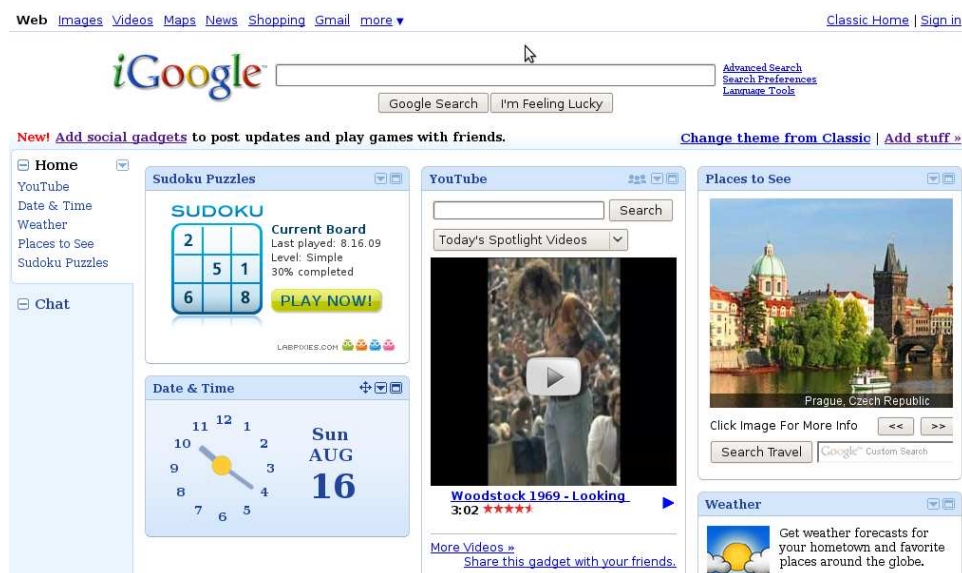 Web Images Videos Maps News Shopping Gmail more ▼
Classic Home | Sign in
iGoogle™
Advanced Search
Search Preferences
Language Tools
Google Search
I'm Feeling Lucky
New! Add social gadgets to post updates and play games with friends.
Change theme from Classic | Add stuff »
Home
YouTube
Date & Time
Weather
Places to See
Sudoku Puzzles
Chat
Sudoku Puzzles
SUDOKU
2
5 1
6 8
Current Board
Last played: 8.16.09
Level: Simple
30% completed
PLAY NOW!
LABPIXIES.COM
Date & Time
12
11 1
10 2
9 3
8 4
7 5
6
Sun
AUG
16
YouTube
Search
Today's Spotlight Videos
Woodstock 1969 - Looking
3:02
More Videos »
Share this gadget with your friends.
Places to See
Prague, Czech Republic
Click Image For More Info
<< >>
Search Travel
Google™ Custom Search
Weather
Get weather forecasts for
your hometown and favorite
places around the globe.